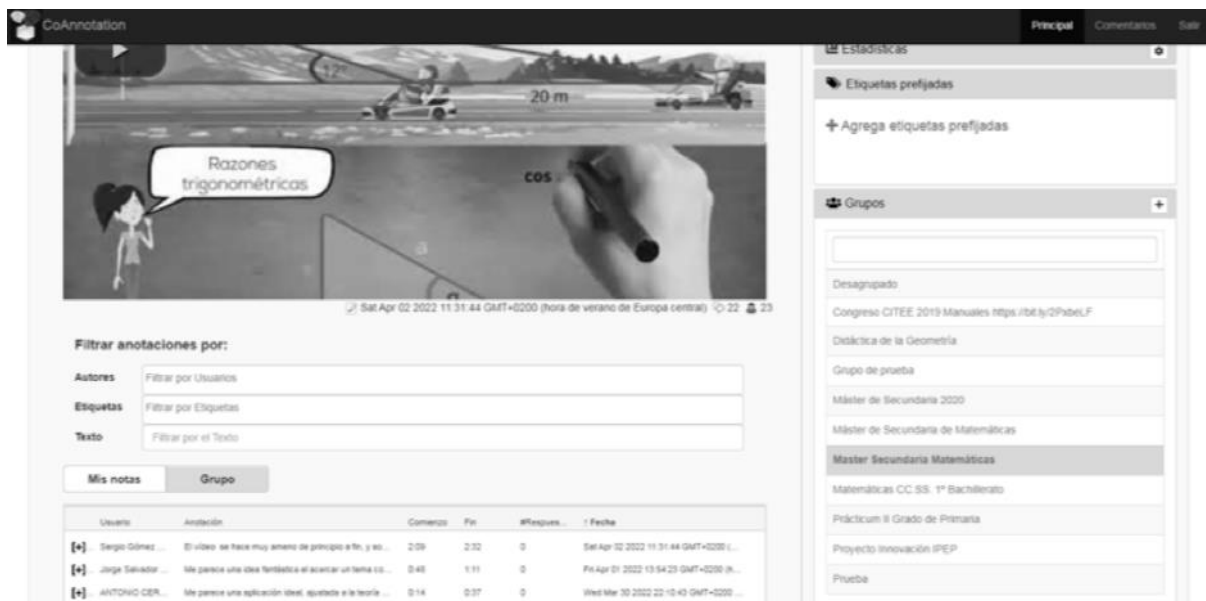 CoAnnotation
Principal Comentarios Salir
12°
20 m
Razones
trigonométricas
cos
a
Sat Apr 02 2022 11:31:44 GMT+0200 (hora de verano de Europa central) 22 23
Filtrar anotaciones por:
Autores Filtrar por Usuarios
Etiquetas Filtrar por Etiquetas
Texto Filtrar por el Texto
Mis notas Grupo
Usuario Anotación Comienzo Fin #Respues... ↑ Fecha
[+]... Sergio Gómez ... El vídeo se hace muy ameno de principio a fin, y so... 2:09 2:32 0 Sat Apr 02 2022 11:31:44 GMT+0200 (...
[+]... Jorge Salvador ... Me parece una idea fantástica el acercar un tema co... 0:48 1:11 0 Fri Apr 01 2022 13:54:23 GMT+0200 (h...
[+]... ANTONIO CER... Me parece una aplicación ideal, ajustada a la teoría ... 0:14 0:37 0 Wed Mar 30 2022 22:10:43 GMT+0200 ...
Estadísticas
Etiquetas prefijadas
+ Agrega etiquetas prefijadas
Grupos +
Desagrupado
Congreso CITEE 2019 Manuales https://bit.ly/2PxbeLF
Didáctica de la Geometría
Grupo de prueba
Máster de Secundaria 2020
Máster de Secundaria de Matemáticas
Master Secundaria Matemáticas
Matemáticas CC.SS. 1º Bachillerato
Prácticum II Grado de Primaria
Proyecto Innovación IPEP
Prueba